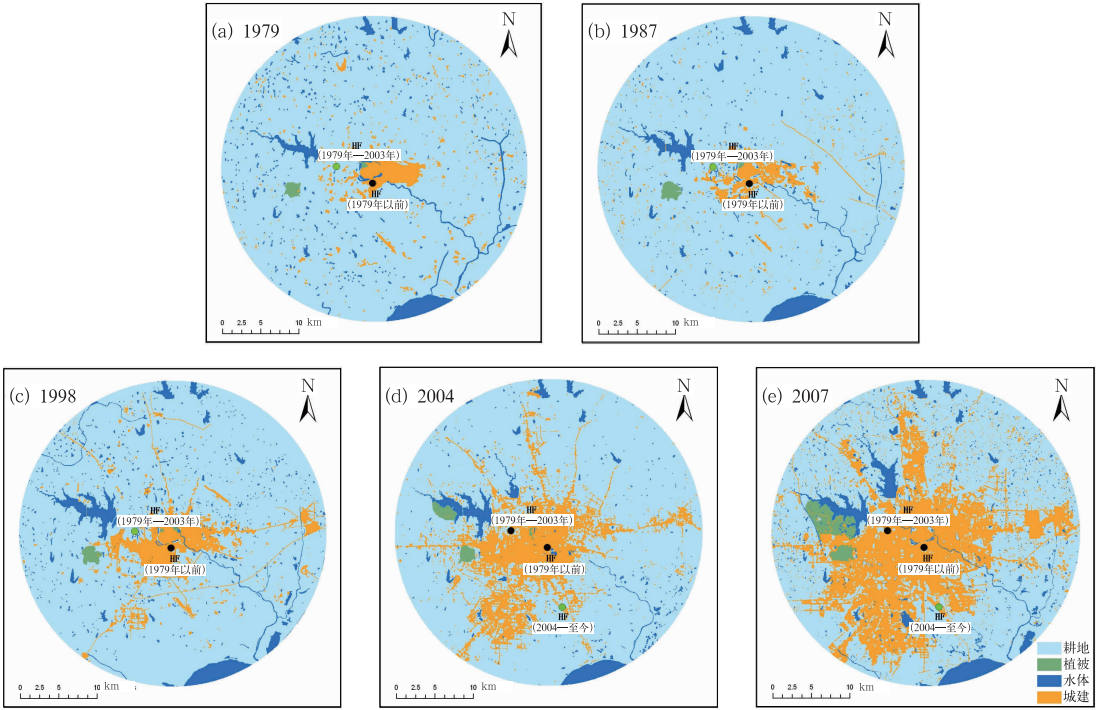 (a) 1979
N
HF
(1979年—2003年)
HF
(1979年以前)
0 2.5 5 10 km
(b) 1987
N
HF
(1979年—2003年)
HF
(1979年以前)
0 2.5 5 10 km
(c) 1998
N
HF
(1979年—2003年)
HF
(1979年以前)
0 2.5 5 10 km
(d) 2004
N
HF
(1979年—2003年)
HF
(1979年以前)
HF
(2004—至今)
0 2.5 5 10 km
(e) 2007
N
HF
(1979年—2003年)
HF
(1979年以前)
HF
(2004—至今)
0 2.5 5 10 km
耕地
植被
水体
城建